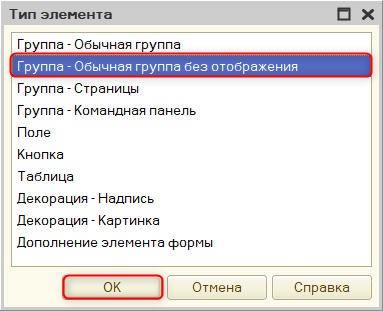 Тип элемента
Группа - Обычная группа
Группа - Обычная группа без отображения
Группа - Страницы
Группа - Командная панель
Поле
Кнопка
Таблица
Декорация - Надпись
Декорация - Картинка
Дополнение элемента формы
OK Отмена Справка